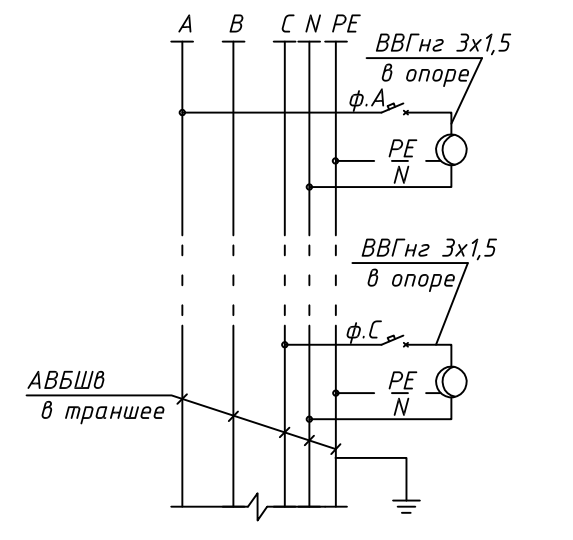 A B C N PE
ВВГнг 3х1,5
в опоре
ф.А
PE
N
ВВГнг 3х1,5
в опоре
ф.С
PE
N
АВБШв
в траншее